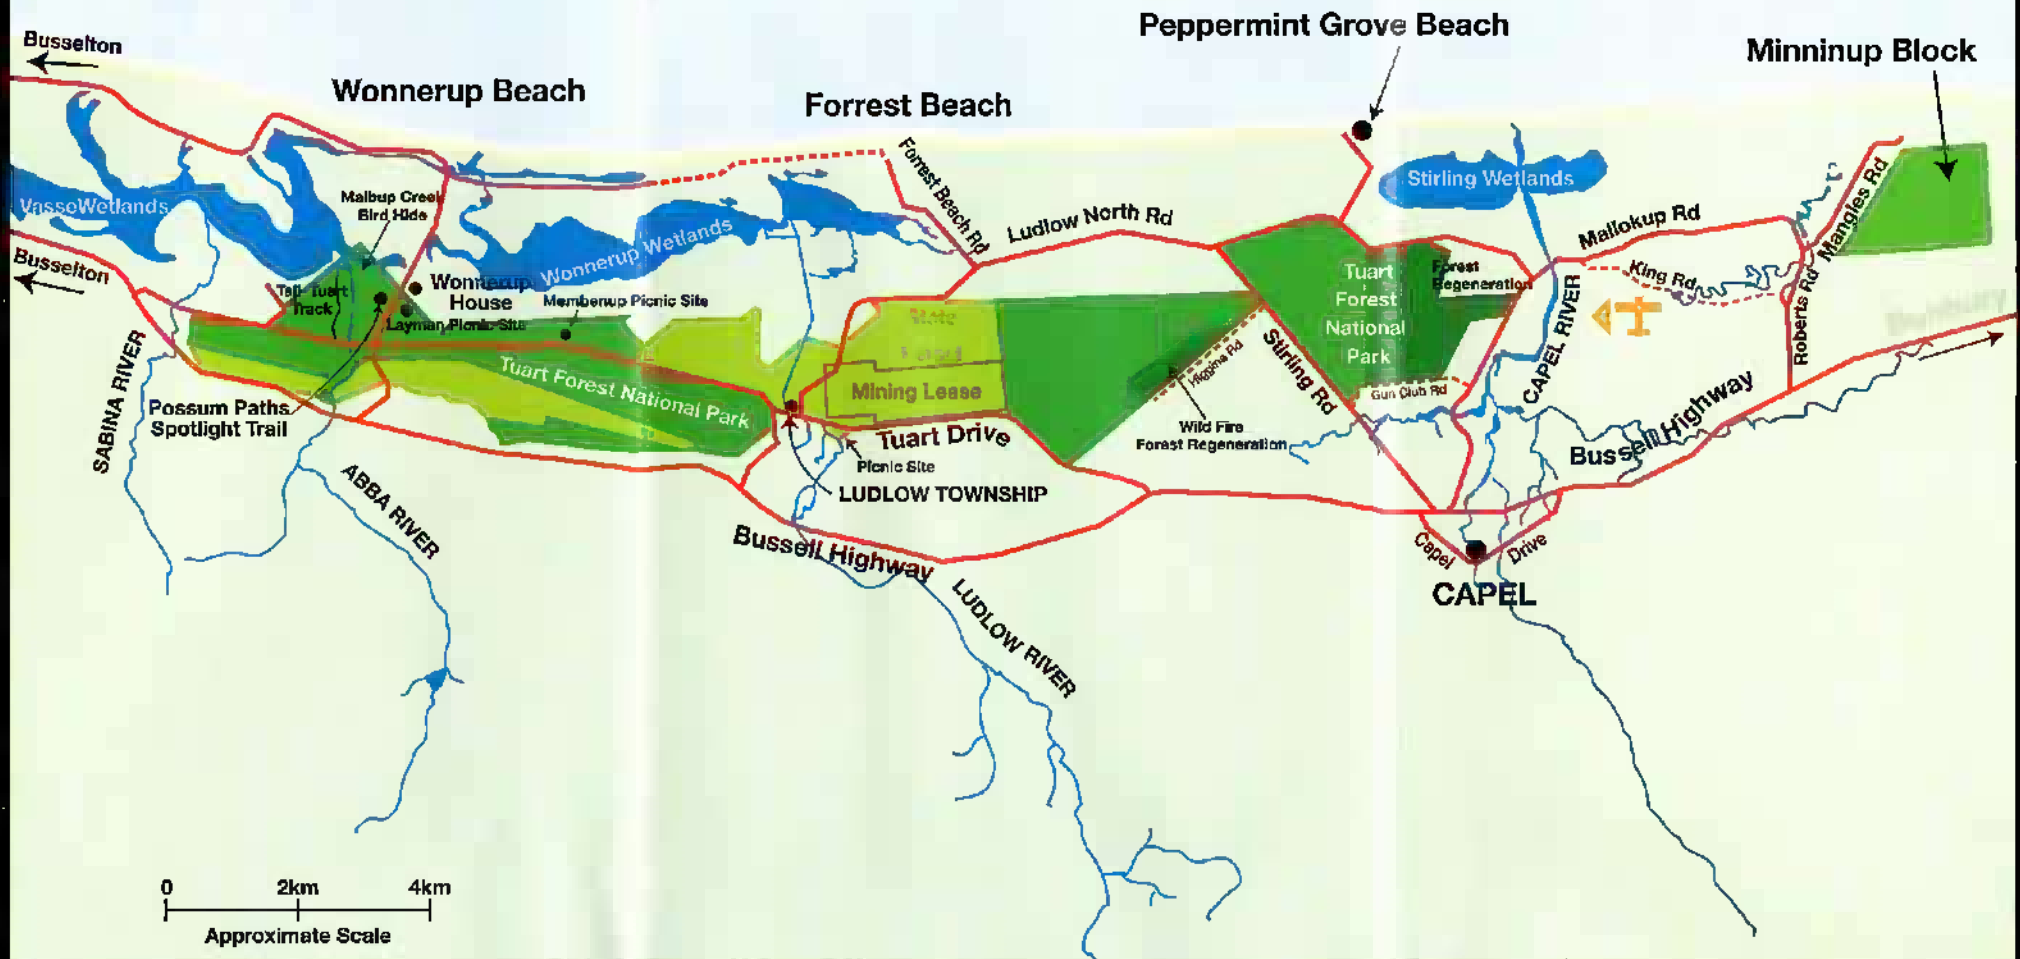 Peppermint Grove Beach
Minninup Block
Busselton
Wonnerup Beach
Forrest Beach
Forrest Beach Rd
Stirling Wetlands
Vasse Wetlands
Malbup Creek
Bird Hide
Mangles Rd
Ludlow North Rd
Mallokup Rd
Wonnerup Wetlands
Busselton
Tall Tuart
Track
Wonnerup
House
Membenup Picnic Site
Layman Picnic Site
Tuart
Forest
National
Park
Forest
Regeneration
King Rd
CAPEL RIVER
Roberts Rd
State
Forest
Mining Lease
Higgins Rd
Stirling Rd
Gun Club Rd
SABINA RIVER
Tuart Forest National Park
Possum Paths
Spotlight Trail
Tuart Drive
Wild Fire
Forest Regeneration
Bussell Highway
Picnic Site
LUDLOW TOWNSHIP
ABBA RIVER
Bussell Highway
Capel
Drive
CAPEL
LUDLOW RIVER
0 2km 4km
Approximate Scale